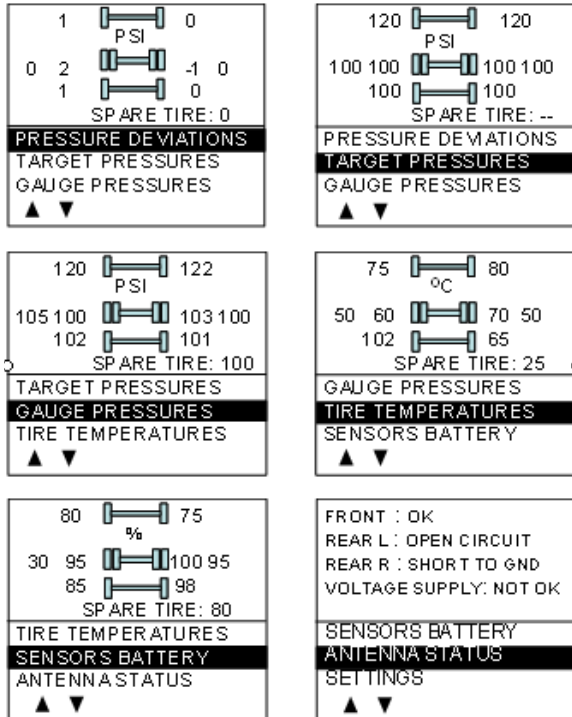 1 0
PSI
0 2 -1 0
1 0
SPARE TIRE: 0
PRESSURE DEVIATIONS
TARGET PRESSURES
GAUGE PRESSURES
120 120
PSI
100 100 100 100
100 100
SPARE TIRE: --
PRESSURE DEVIATIONS
TARGET PRESSURES
GAUGE PRESSURES
120 122
PSI
105 100 103 100
102 101
SPARE TIRE: 100
TARGET PRESSURES
GAUGE PRESSURES
TIRE TEMPERATURES
75 80
°C
50 60 70 50
102 65
SPARE TIRE: 25
GAUGE PRESSURES
TIRE TEMPERATURES
SENSORS BATTERY
80 75
%
30 95 100 95
85 98
SPARE TIRE: 80
TIRE TEMPERATURES
SENSORS BATTERY
ANTENNA STATUS
FRONT : OK
REAR L : OPEN CIRCUIT
REAR R : SHORT TO GND
VOLTAGE SUPPLY: NOT OK
SENSORS BATTERY
ANTENNA STATUS
SETTINGS